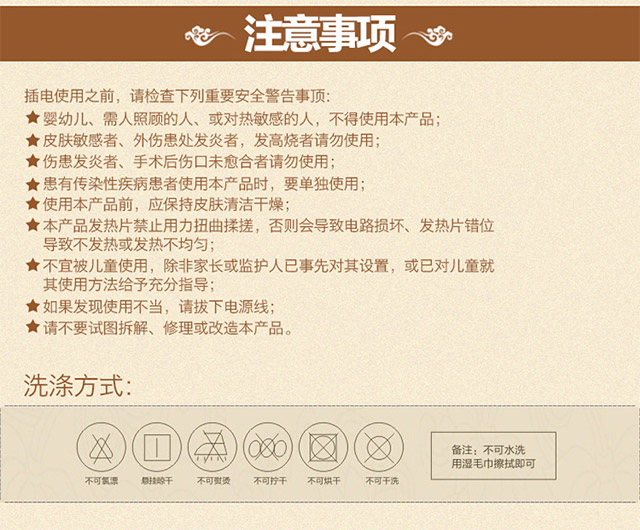 注意事项
插电使用之前，请检查下列重要安全警告事项：
★婴幼儿、需人照顾的人、或对热敏感的人，不得使用本产品；
★皮肤敏感者、外伤患处发炎者，发高烧者请勿使用；
★伤患发炎者、手术后伤口未愈合者请勿使用；
★患有传染性疾病患者使用本产品时，要单独使用；
★使用本产品前，应保持皮肤清洁干燥；
★本产品发热片禁止用力扭曲揉搓，否则会导致电路损坏、发热片错位
导致不发热或发热不均匀；
★不宜被儿童使用，除非家长或监护人已事先对其设置，或已对儿童就
其使用方法给予充分指导；
★如果发现使用不当，请拔下电源线；
★请不要试图拆解、修理或改造本产品。
洗涤方式：
不可氯漂 悬挂晾干 不可熨烫 不可拧干 不可烘干 不可干洗
备注：不可水洗
用湿毛巾擦拭即可